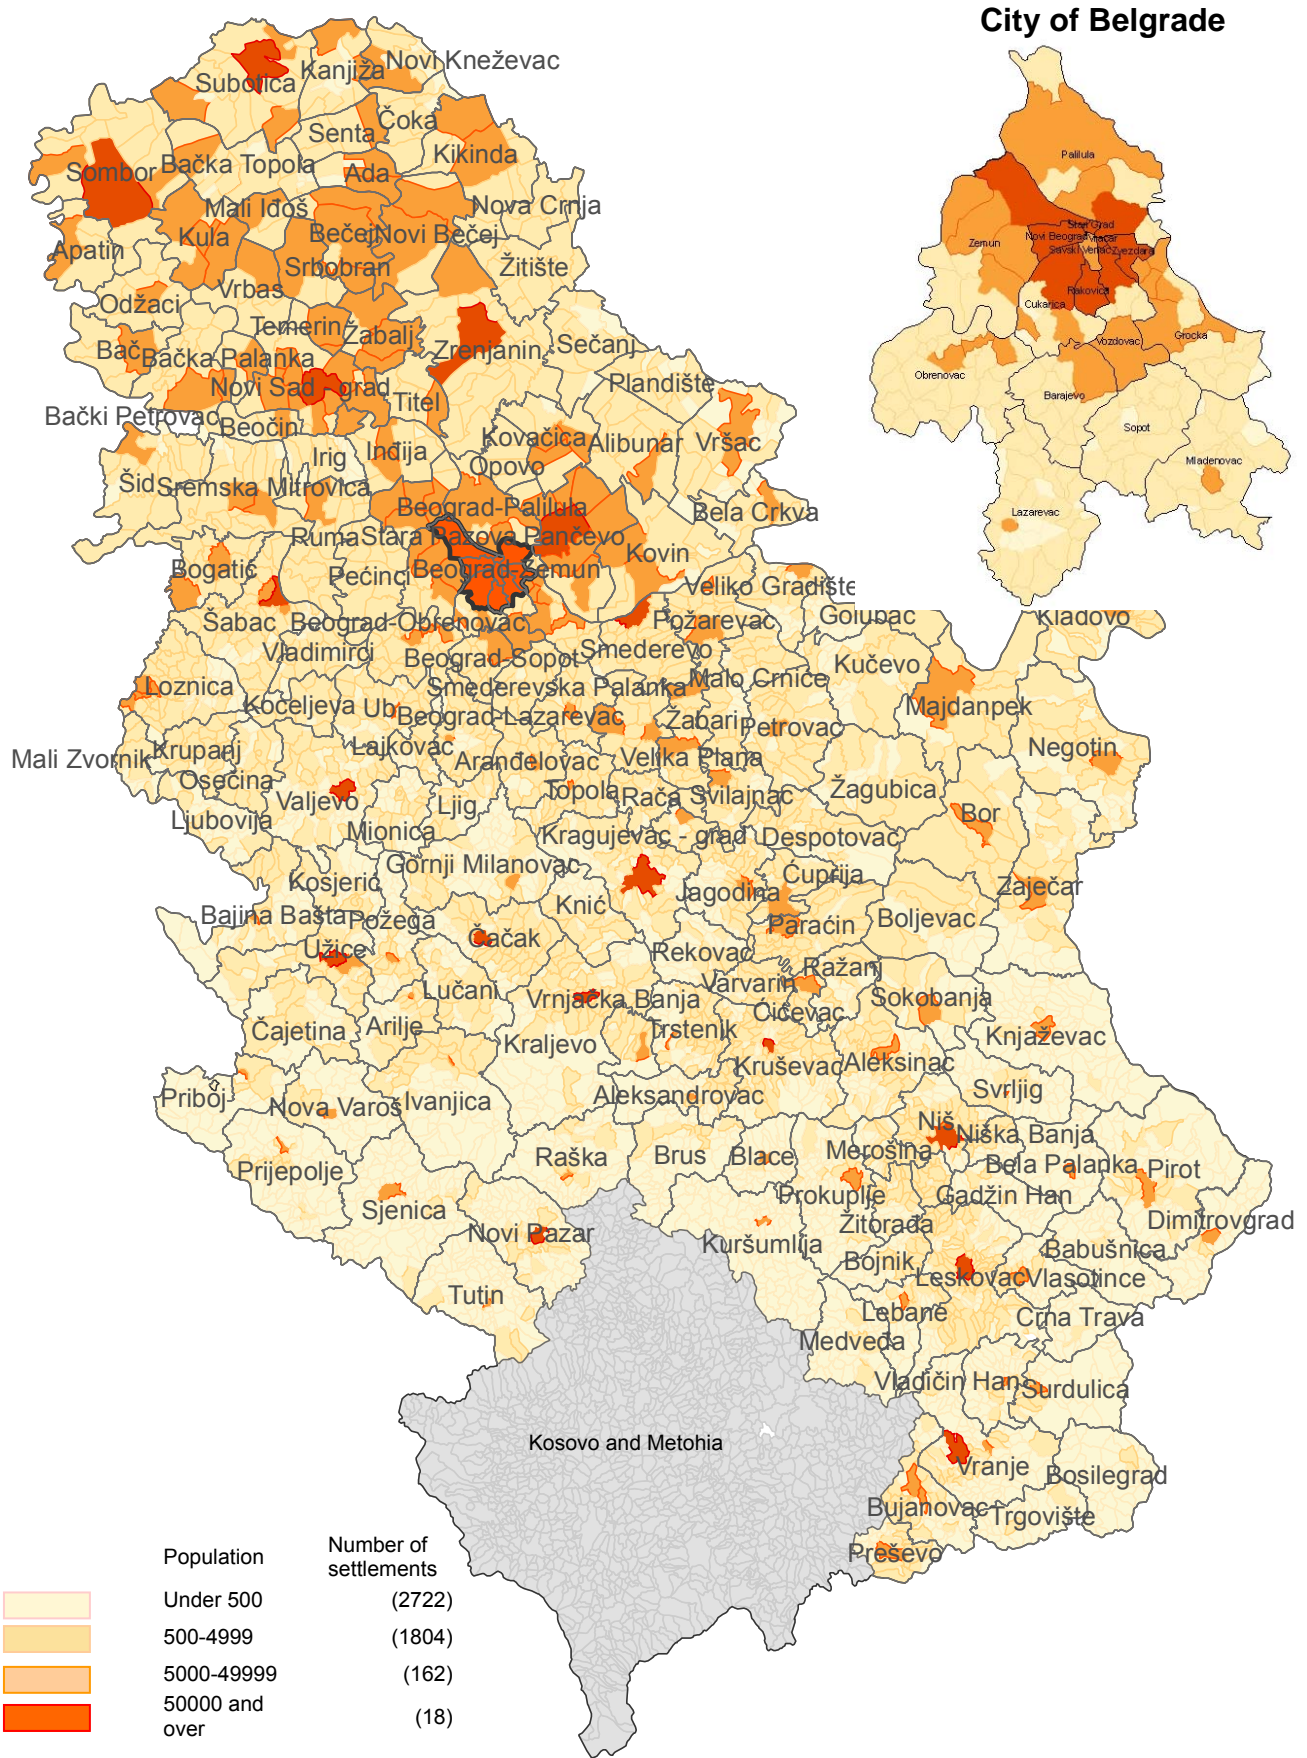 City of Belgrade
Subotica
Kanjiža
Novi Kneževac
Senta
Čoka
Sombor
Bačka Topola
Ada
Kikinda
Mali Iđoš
Nova Crnja
Apatin
Kula
Bečej
Novi Bečej
Srbobran
Žitište
Odžaci
Vrbas
Temerin
Žabalj
Bač
Bačka Palanka
Zrenjanin
Sečanj
Novi Sad - grad
Titel
Plandište
Bački Petrovac
Beočin
Irig
Inđija
Kovačica
Alibunar
Vršac
Opovo
Šid
Sremska Mitrovica
Beograd-Palilula
Bela Crkva
Ruma
Stara Pazova
Pančevo
Kovin
Bogatić
Pećinci
Beograd-Zemun
Veliko Gradište
Šabac
Beograd-Obrenovac
Požarevac
Golubac
Kladovo
Vladimirci
Beograd-Sopot
Smederevo
Kučevo
Loznica
Smederevska Palanka
Malo Crniće
Majdanpek
Koceljeva
Ub
Beograd-Lazarevac
Žabari
Petrovac
Negotin
Mali Zvornik
Krupanj
Lajkovac
Aranđelovac
Velika Plana
Osečina
Valjevo
Ljig
Topola
Rača
Svilajnac
Žagubica
Bor
Ljubovija
Mionica
Kragujevac - grad
Despotovac
Gornji Milanovac
Ćuprija
Kosjerić
Jagodina
Zaječar
Knić
Bajina Bašta
Požega
Paraćin
Boljevac
Užice
Čačak
Rekovac
Ražanj
Lučani
Vrnjačka Banja
Varvarin
Ćićevac
Sokobanja
Čajetina
Arilje
Kraljevo
Trstenik
Knjaževac
Kruševac
Aleksinac
Priboj
Nova Varoš
Ivanjica
Aleksandrovac
Svrljig
Niš
Niška Banja
Prijepolje
Raška
Brus
Blace
Merošina
Bela Palanka
Pirot
Sjenica
Prokuplje
Gadžin Han
Novi Pazar
Žitorađa
Dimitrovgrad
Kuršumlija
Bojnik
Babušnica
Leskovac
Vlasotince
Tutin
Lebane
Crna Trava
Medveđa
Vladičin Han
Surdulica
Kosovo and Metohia
Vranje
Bosilegrad
Bujanovac
Trgovište
Preševo
Palilula
Stari Grad
Novi Beograd
Vračar
Zemun
Savski Venac
Zvezdara
Rakovica
Cukarica
Vozdovac
Grocka
Obrenovac
Barajevo
Sopot
Mladenovac
Lazarevac
Population
Number of
settlements
Under 500 (2722)
500-4999 (1804)
5000-49999 (162)
50000 and
over (18)